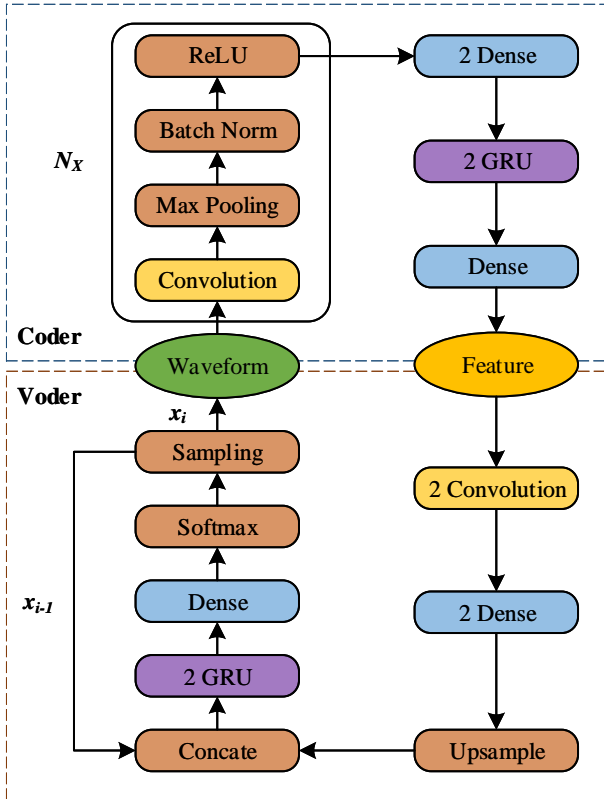 ReLU
Batch Norm
N_X
Max Pooling
Convolution
2 Dense
2 GRU
Dense
Coder
Waveform
Feature
Voder
x_i
Sampling
Softmax
x_{i-1}
Dense
2 GRU
Concate
2 Convolution
2 Dense
Upsample